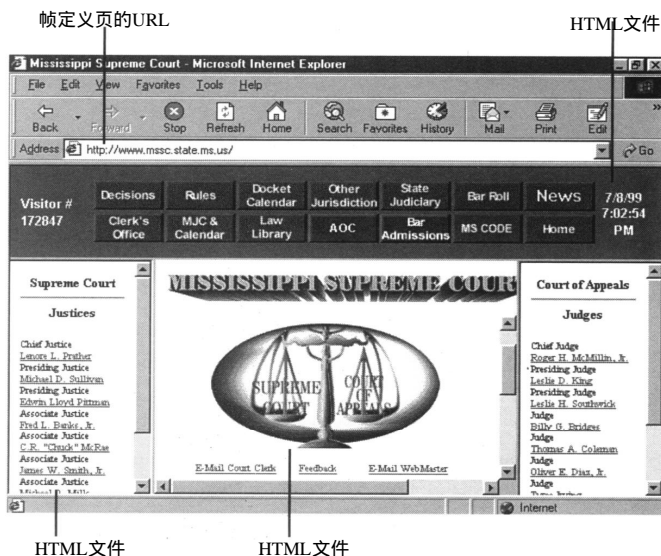 帧定义页的URL
HTML文件
Mississippi Supreme Court - Microsoft Internet Explorer
File Edit View Favorites Tools Help
Back Forward Stop Refresh Home Search Favorites History Mail Print Edit »
Address http://www.mssc.state.ms.us/ Go
Visitor #
172847
Decisions Rules Docket Calendar Other Jurisdiction State Judiciary Bar Roll News
Clerk's Office MJC & Calendar Law Library AOC Bar Admissions MS CODE Home
7/8/99
7:02:54
PM
Supreme Court
Justices
Chief Justice
Lenore L. Prather
Presiding Justice
Michael D. Sullivan
Presiding Justice
Edwin Lloyd Pittman
Associate Justice
Fred L. Banks, Jr.
Associate Justice
C.R. "Chuck" McRae
Associate Justice
James W. Smith, Jr.
Associate Justice
Michael D. Mills
MISSISSIPPI SUPREME COURT
SUPREME COURT
COURT OF APPEALS
E-Mail Court Clerk Feedback E-Mail WebMaster
Court of Appeals
Judges
Chief Judge
Roger H. McMillin, Jr.
Presiding Judge
Leslie D. King
Presiding Judge
Leslie H. Southwick
Judge
Billy G. Bridges
Judge
Thomas A. Coleman
Judge
Oliver E. Diaz, Jr.
Judge
Internet
HTML文件
HTML文件